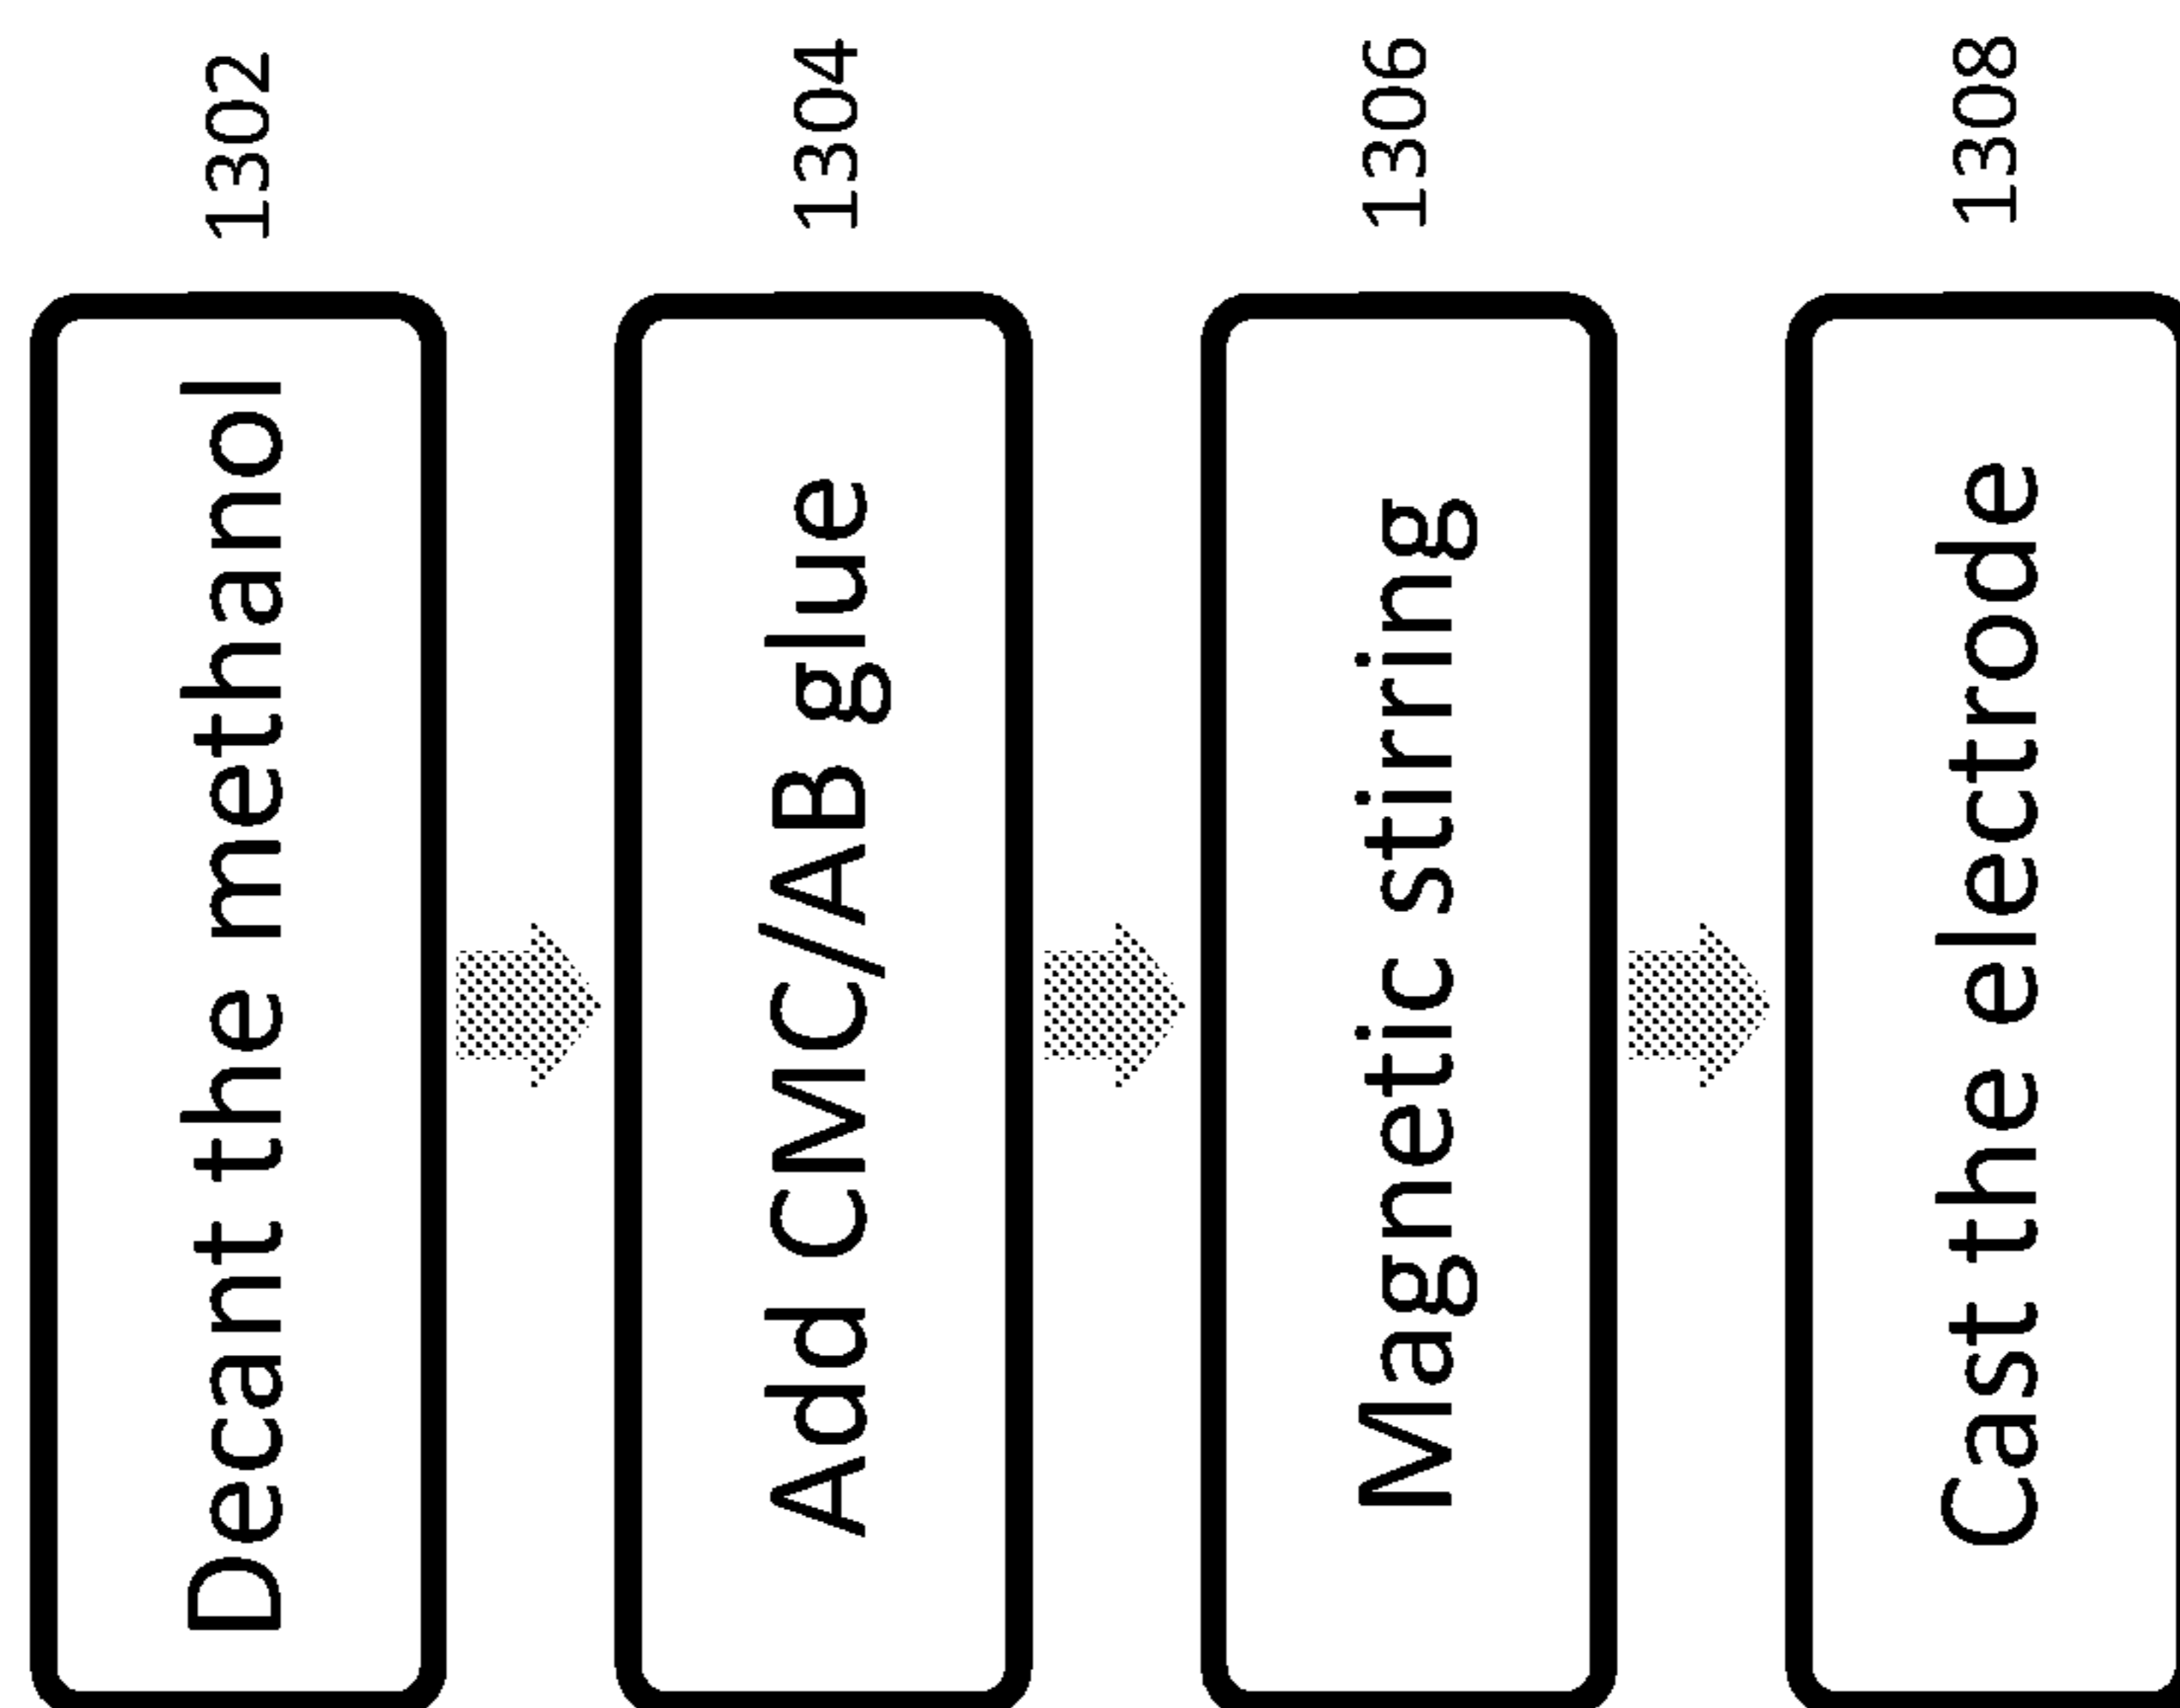 Decant the methanol 1302
Add CMC/AB glue 1304
Magnetic stirring 1306
Cast the electrode 1308